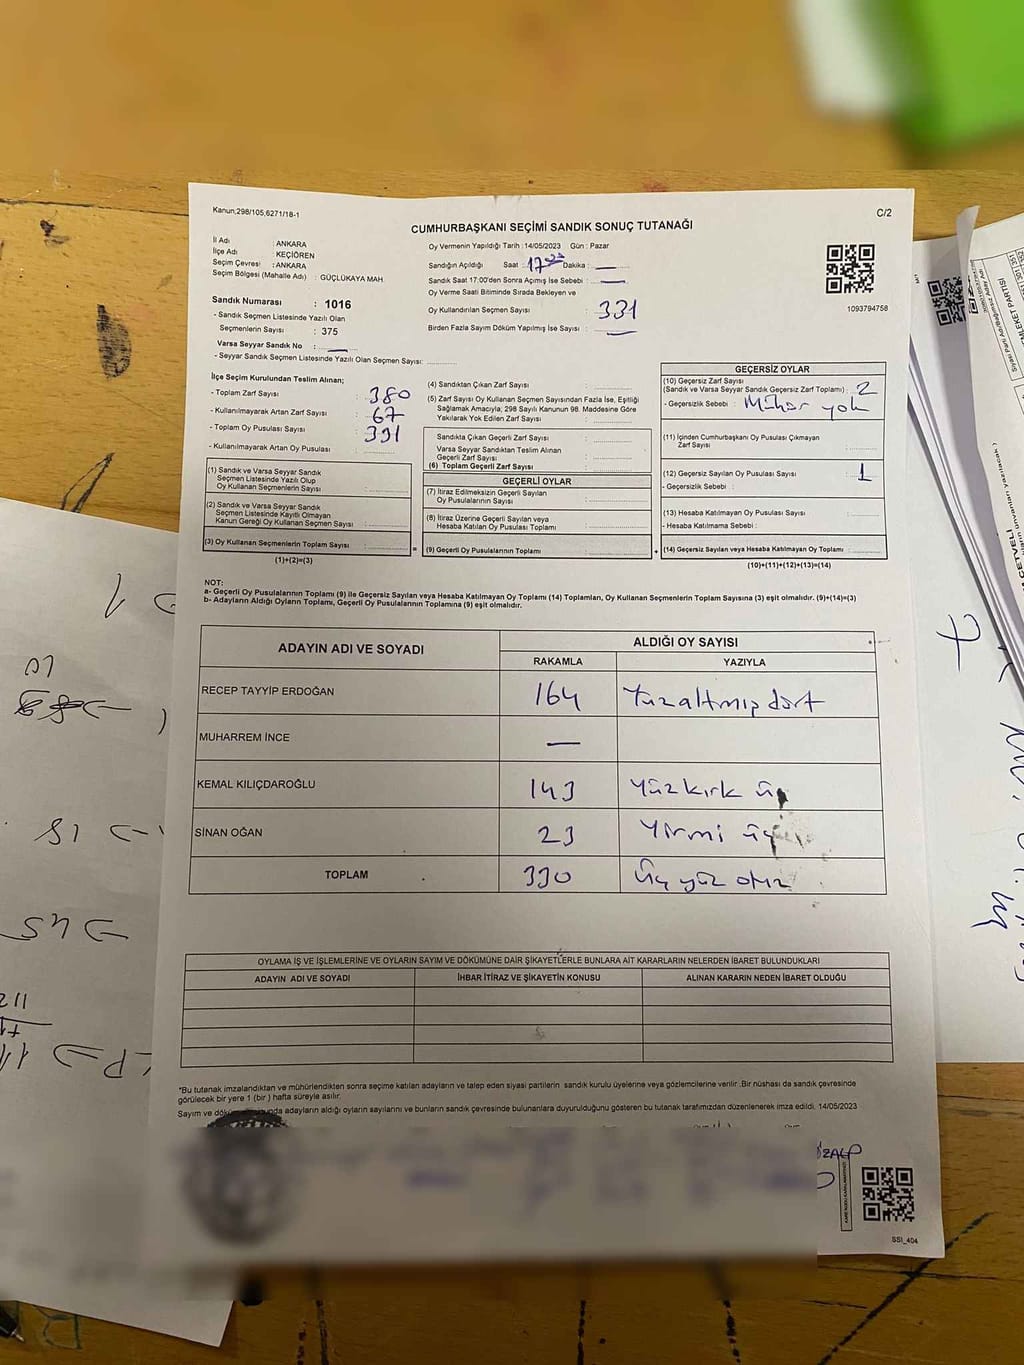 Kanun,298/105,6271/18-1
C/2
CUMHURBAŞKANI SEÇİMİ SANDIK SONUÇ TUTANAĞI
İl Adı : ANKARA
İlçe Adı : KEÇİÖREN
Seçim Çevresi : ANKARA
Seçim Bölgesi (Mahalle Adı) : GÜÇLÜKAYA MAH.
Oy Vermenin Yapıldığı Tarih : 14/05/2023 Gün : Pazar
Sandığın Açıldığı Saat : 17 Dakika : —
Sandık Saat 17:00'den Sonra Açmış İse Sebebi : —
Oy Verme Saati Bitiminde Sırada Bekleyen ve
Oy Kullandırılan Seçmen Sayısı : 331
Birden Fazla Sayım Döküm Yapılmış İse Sayısı : —
1093794758
Sandık Numarası : 1016
- Sandık Seçmen Listesinde Yazılı Olan
Seçmenlerin Sayısı : 375
Varsa Seyyar Sandık No : —
- Seyyar Sandık Seçmen Listesinde Yazılı Olan Seçmen Sayısı:
İlçe Seçim Kurulundan Teslim Alınan;
- Toplam Zarf Sayısı : 380
- Kullanılmayarak Artan Zarf Sayısı : 67
- Toplam Oy Pusulası Sayısı : 391
- Kullanılmayarak Artan Oy Pusulası
(1) Sandık ve Varsa Seyyar Sandık
Seçmen Listesinde Yazılı Olup
Oy Kullanan Seçmenlerin Sayısı :
(2) Sandık ve Varsa Seyyar Sandık
Seçmen Listesinde Kayıtlı Olmayan
Kanun Gereği Oy Kullanan Seçmen Sayısı :
(3) Oy Kullanan Seçmenlerin Toplam Sayısı :
(1)+(2)=(3)
(4) Sandıktan Çıkan Zarf Sayısı :
(5) Zarf Sayısı Oy Kullanan Seçmen Sayısından Fazla İse, Eşitliği
Sağlamak Amacıyla; 298 Sayılı Kanunun 98. Maddesine Göre
Yakılarak Yok Edilen Zarf Sayısı :
Sandıkta Çıkan Geçerli Zarf Sayısı :
Varsa Seyyar Sandıktan Teslim Alınan
Geçerli Zarf Sayısı :
(6) Toplam Geçerli Zarf Sayısı :
GEÇERLİ OYLAR
(7) İtiraz Edilmeksizin Geçerli Sayılan
Oy Pusulalarının Sayısı :
(8) İtiraz Üzerine Geçerli Sayılan veya
Hesaba Katılan Oy Pusulası Toplamı :
(9) Geçerli Oy Pusulalarının Toplamı :
GEÇERSİZ OYLAR
(10) Geçersiz Zarf Sayısı
(Sandık ve Varsa Seyyar Sandık Geçersiz Zarf Toplamı) : 2
- Geçersizlik Sebebi : Mühür yok
(11) İçinden Cumhurbaşkanı Oy Pusulası Çıkmayan
Zarf Sayısı :
(12) Geçersiz Sayılan Oy Pusulası Sayısı : 1
- Geçersizlik Sebebi :
(13) Hesaba Katılmayan Oy Pusulası Sayısı :
- Hesaba Katılmama Sebebi :
(14) Geçersiz Sayılan veya Hesaba Katılmayan Oy Toplamı :
(10)+(11)+(12)+(13)=(14)
NOT:
a- Geçerli Oy Pusulalarının Toplamı (9) ile Geçersiz Sayılan veya Hesaba Katılmayan Oy Toplamı (14) Toplamları, Oy Kullanan Seçmenlerin Toplam Sayısına (3) eşit olmalıdır. (9)+(14)=(3)
b- Adayların Aldığı Oyların Toplamı, Geçerli Oy Pusulalarının Toplamına (9) eşit olmalıdır.
ADAYIN ADI VE SOYADI
ALDIĞI OY SAYISI
RAKAMLA YAZIYLA
RECEP TAYYİP ERDOĞAN 164 Yüzaltmışdört
MUHARREM İNCE —
KEMAL KILIÇDAROĞLU 143 Yüzkırk üç
SİNAN OĞAN 23 Yirmi üç
TOPLAM 330 Üç yüz otuz
OYLAMA İŞ VE İŞLEMLERİNE VE OYLARIN SAYIM VE DÖKÜMÜNE DAİR ŞİKAYETLERLE BUNLARA AİT KARARLARIN NELERDEN İBARET BULUNDUKLARI
ADAYIN ADI VE SOYADI İHBAR İTİRAZ VE ŞİKAYETİN KONUSU ALINAN KARARIN NEDEN İBARET OLDUĞU
*Bu tutanak imzalandıktan ve mühürlendikten sonra seçime katılan adayların ve talep eden siyasi partilerin sandık kurulu üyelerine veya gözlemcilerine verilir. Bir nüshası da sandık çevresinde
görülecek bir yere 1 (bir ) hafta süreyle asılır.
adayların aldığı oyların sayılarını ve bunların sandık çevresinde bulunanlara duyurulduğunu gösteren bu tutanak tarafımızdan düzenlenerek imza edildi. 14/05/2023
SSI_404